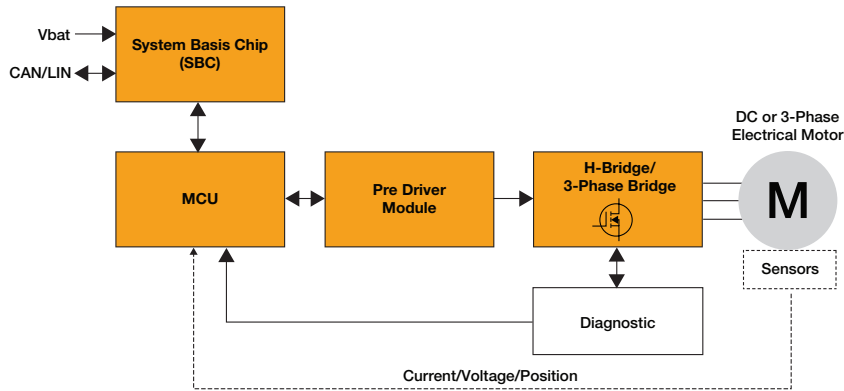 Vbat
CAN/LIN
System Basis Chip
(SBC)
DC or 3-Phase
Electrical Motor
MCU
Pre Driver
Module
H-Bridge/
3-Phase Bridge
M
Sensors
Diagnostic
Current/Voltage/Position